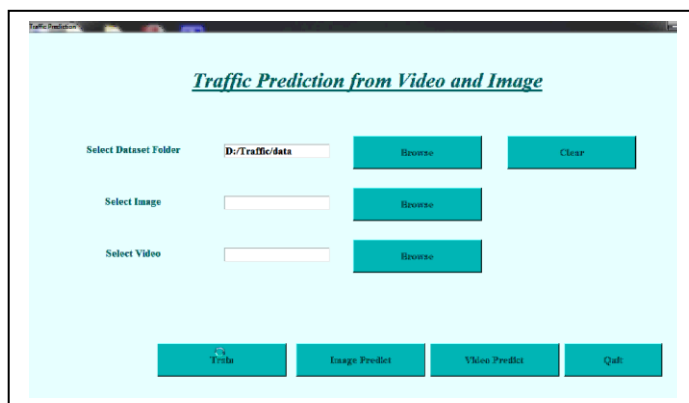 Traffic Prediction
Traffic Prediction from Video and Image
Select Dataset Folder D:/Traffic/data Browse Clear
Select Image Browse
Select Video Browse
Train Image Predict Video Predict Quit